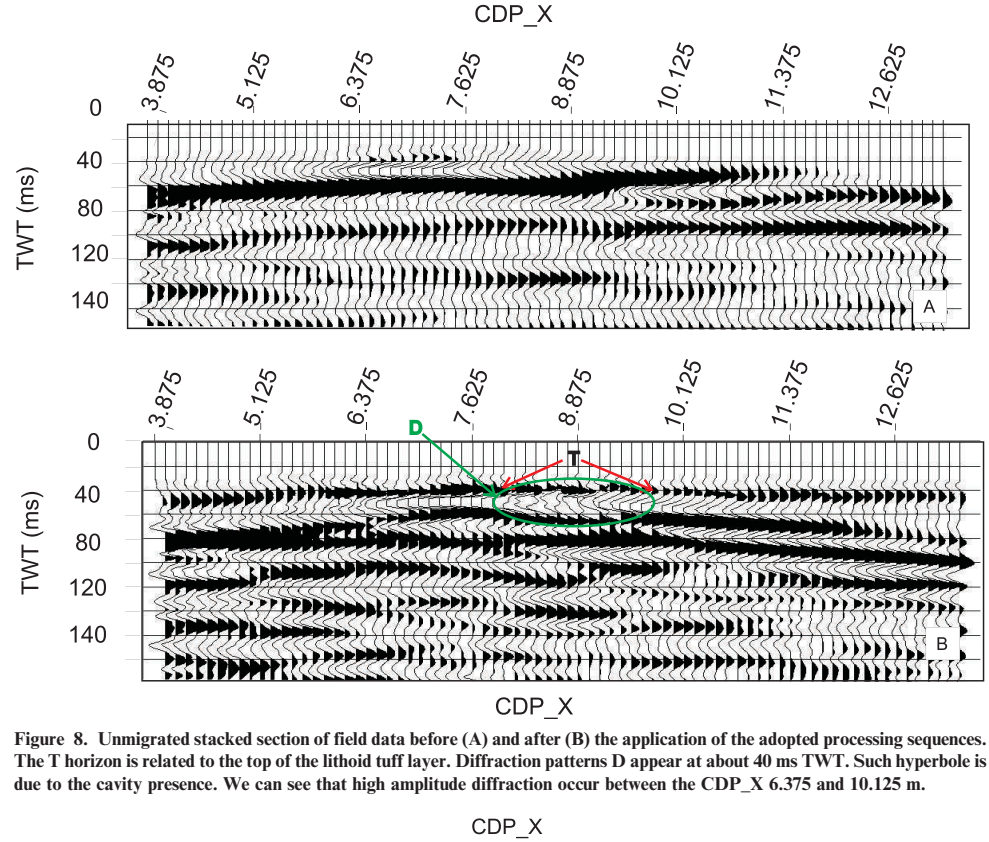 CDP_X
3.875 5.125 6.375 7.625 8.875 10.125 11.375 12.625
0
40
80
120
140
TWT (ms)
A
3.875 5.125 6.375 7.625 8.875 10.125 11.375 12.625
D
T
0
40
80
120
140
TWT (ms)
B
CDP_X
Figure 8. Unmigrated stacked section of field data before (A) and after (B) the application of the adopted processing sequences.
The T horizon is related to the top of the lithoid tuff layer. Diffraction patterns D appear at about 40 ms TWT. Such hyperbole is
due to the cavity presence. We can see that high amplitude diffraction occur between the CDP_X 6.375 and 10.125 m.
CDP_X